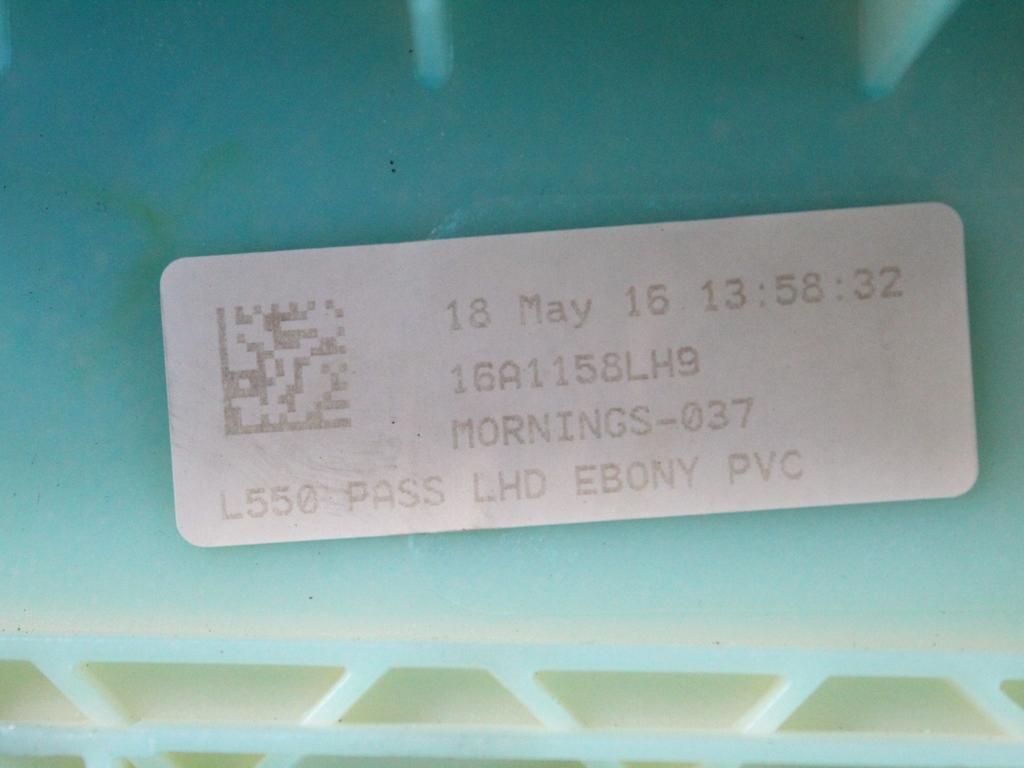 18 May 16 13:58:32
16A1158LH9
MORNINGS-037
L550 PASS LHD EBONY PVC